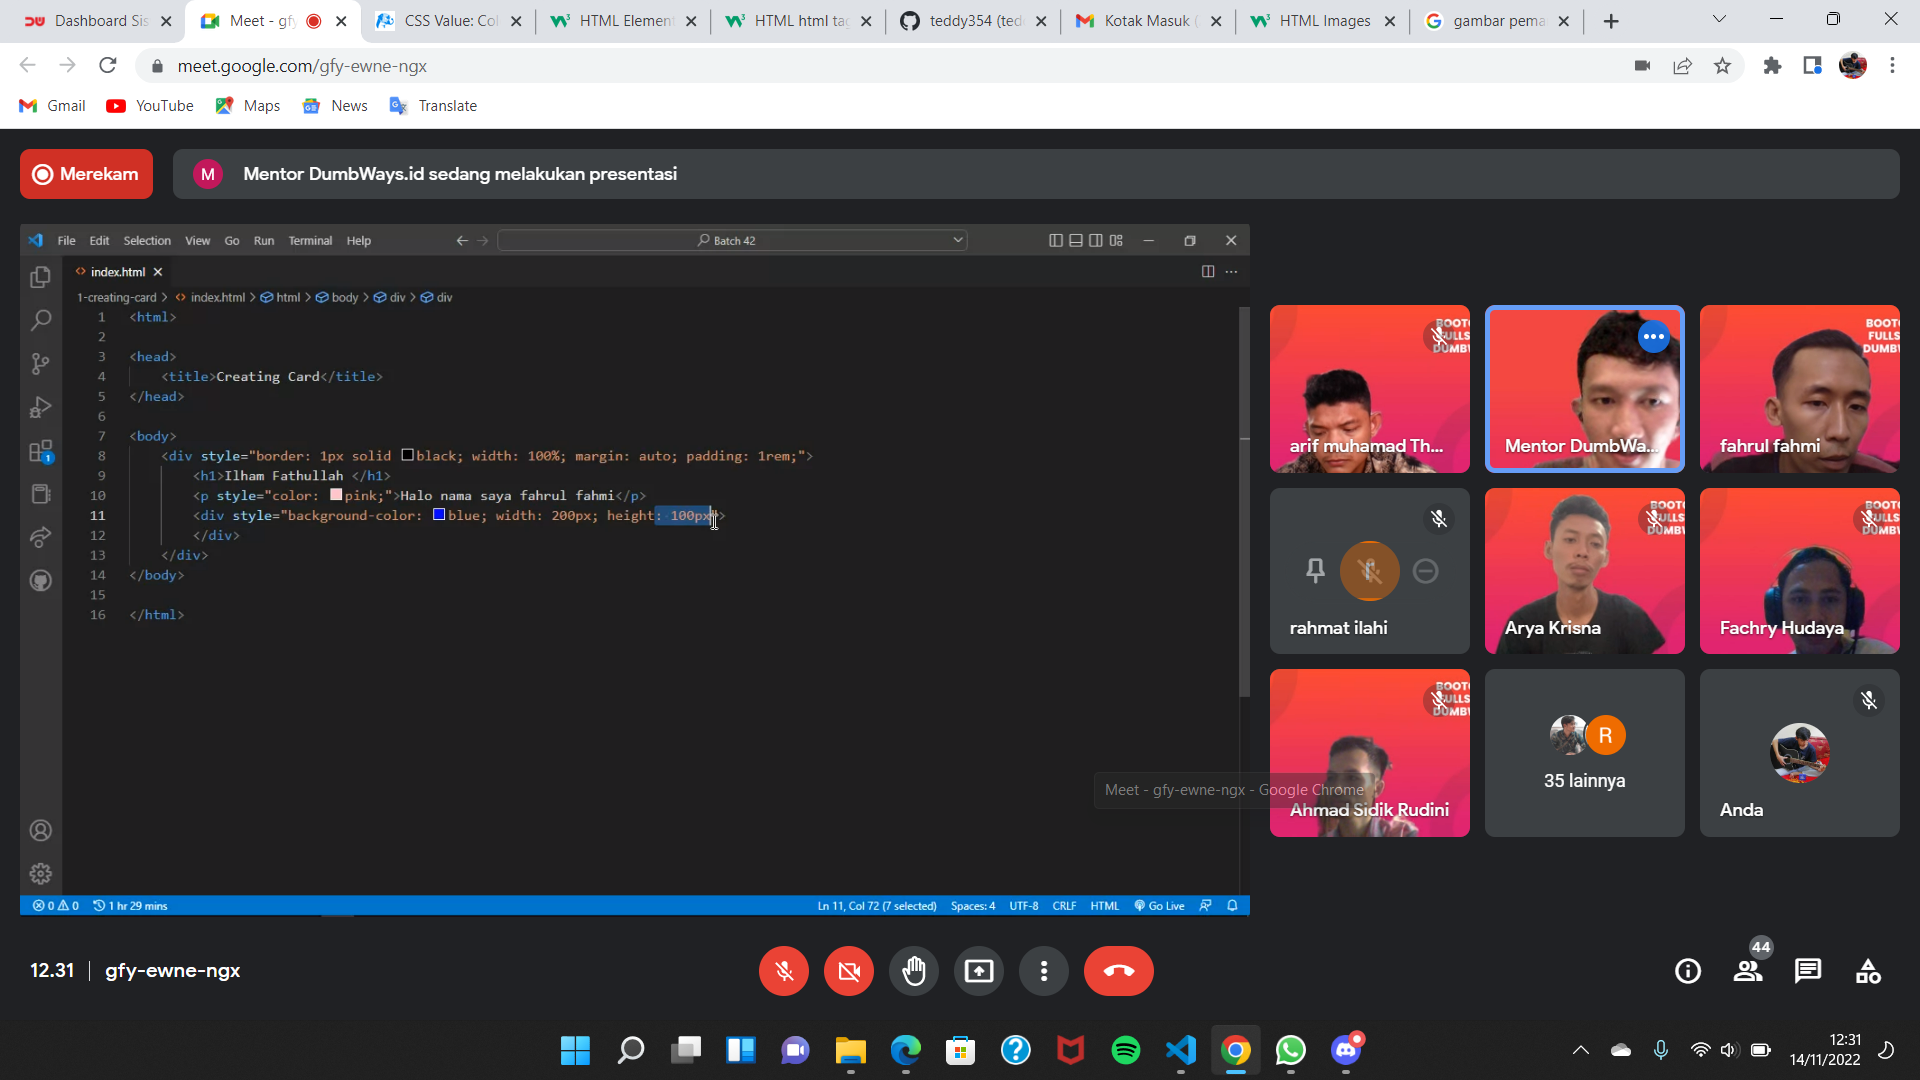 Dashboard Sis
Meet - gfy
CSS Value: Col
HTML Element
HTML html tag
teddy354 (ted
Kotak Masuk (
HTML Images
gambar pema
meet.google.com/gfy-ewne-ngx
Gmail YouTube Maps News Translate
Merekam
M
Mentor DumbWays.id sedang melakukan presentasi
File Edit Selection View Go Run Terminal Help
Batch 42
index.html
1-creating-card > index.html > html > body > div > div
1 <html>
2
3 <head>
4 <title>Creating Card</title>
5 </head>
6
7 <body>
8 <div style="border: 1px solid black; width: 100%; margin: auto; padding: 1rem;">
9 <h1>Ilham Fathullah </h1>
10 <p style="color: pink;">Halo nama saya fahrul fahmi</p>
11 <div style="background-color: blue; width: 200px; height: 100px">
12 </div>
13 </div>
14 </body>
15
16 </html>
1
0 0 1 hr 29 mins
Ln 11, Col 72 (7 selected) Spaces: 4 UTF-8 CRLF HTML Go Live
arif muhamad Th...
Mentor DumbWa...
BOOT
FULLS
DUMBW
fahrul fahmi
rahmat ilahi
Arya Krisna
Fachry Hudaya
Ahmad Sidik Rudini
R
35 lainnya
Anda
Meet - gfy-ewne-ngx - Google Chrome
12.31 | gfy-ewne-ngx
44
12:31
14/11/2022